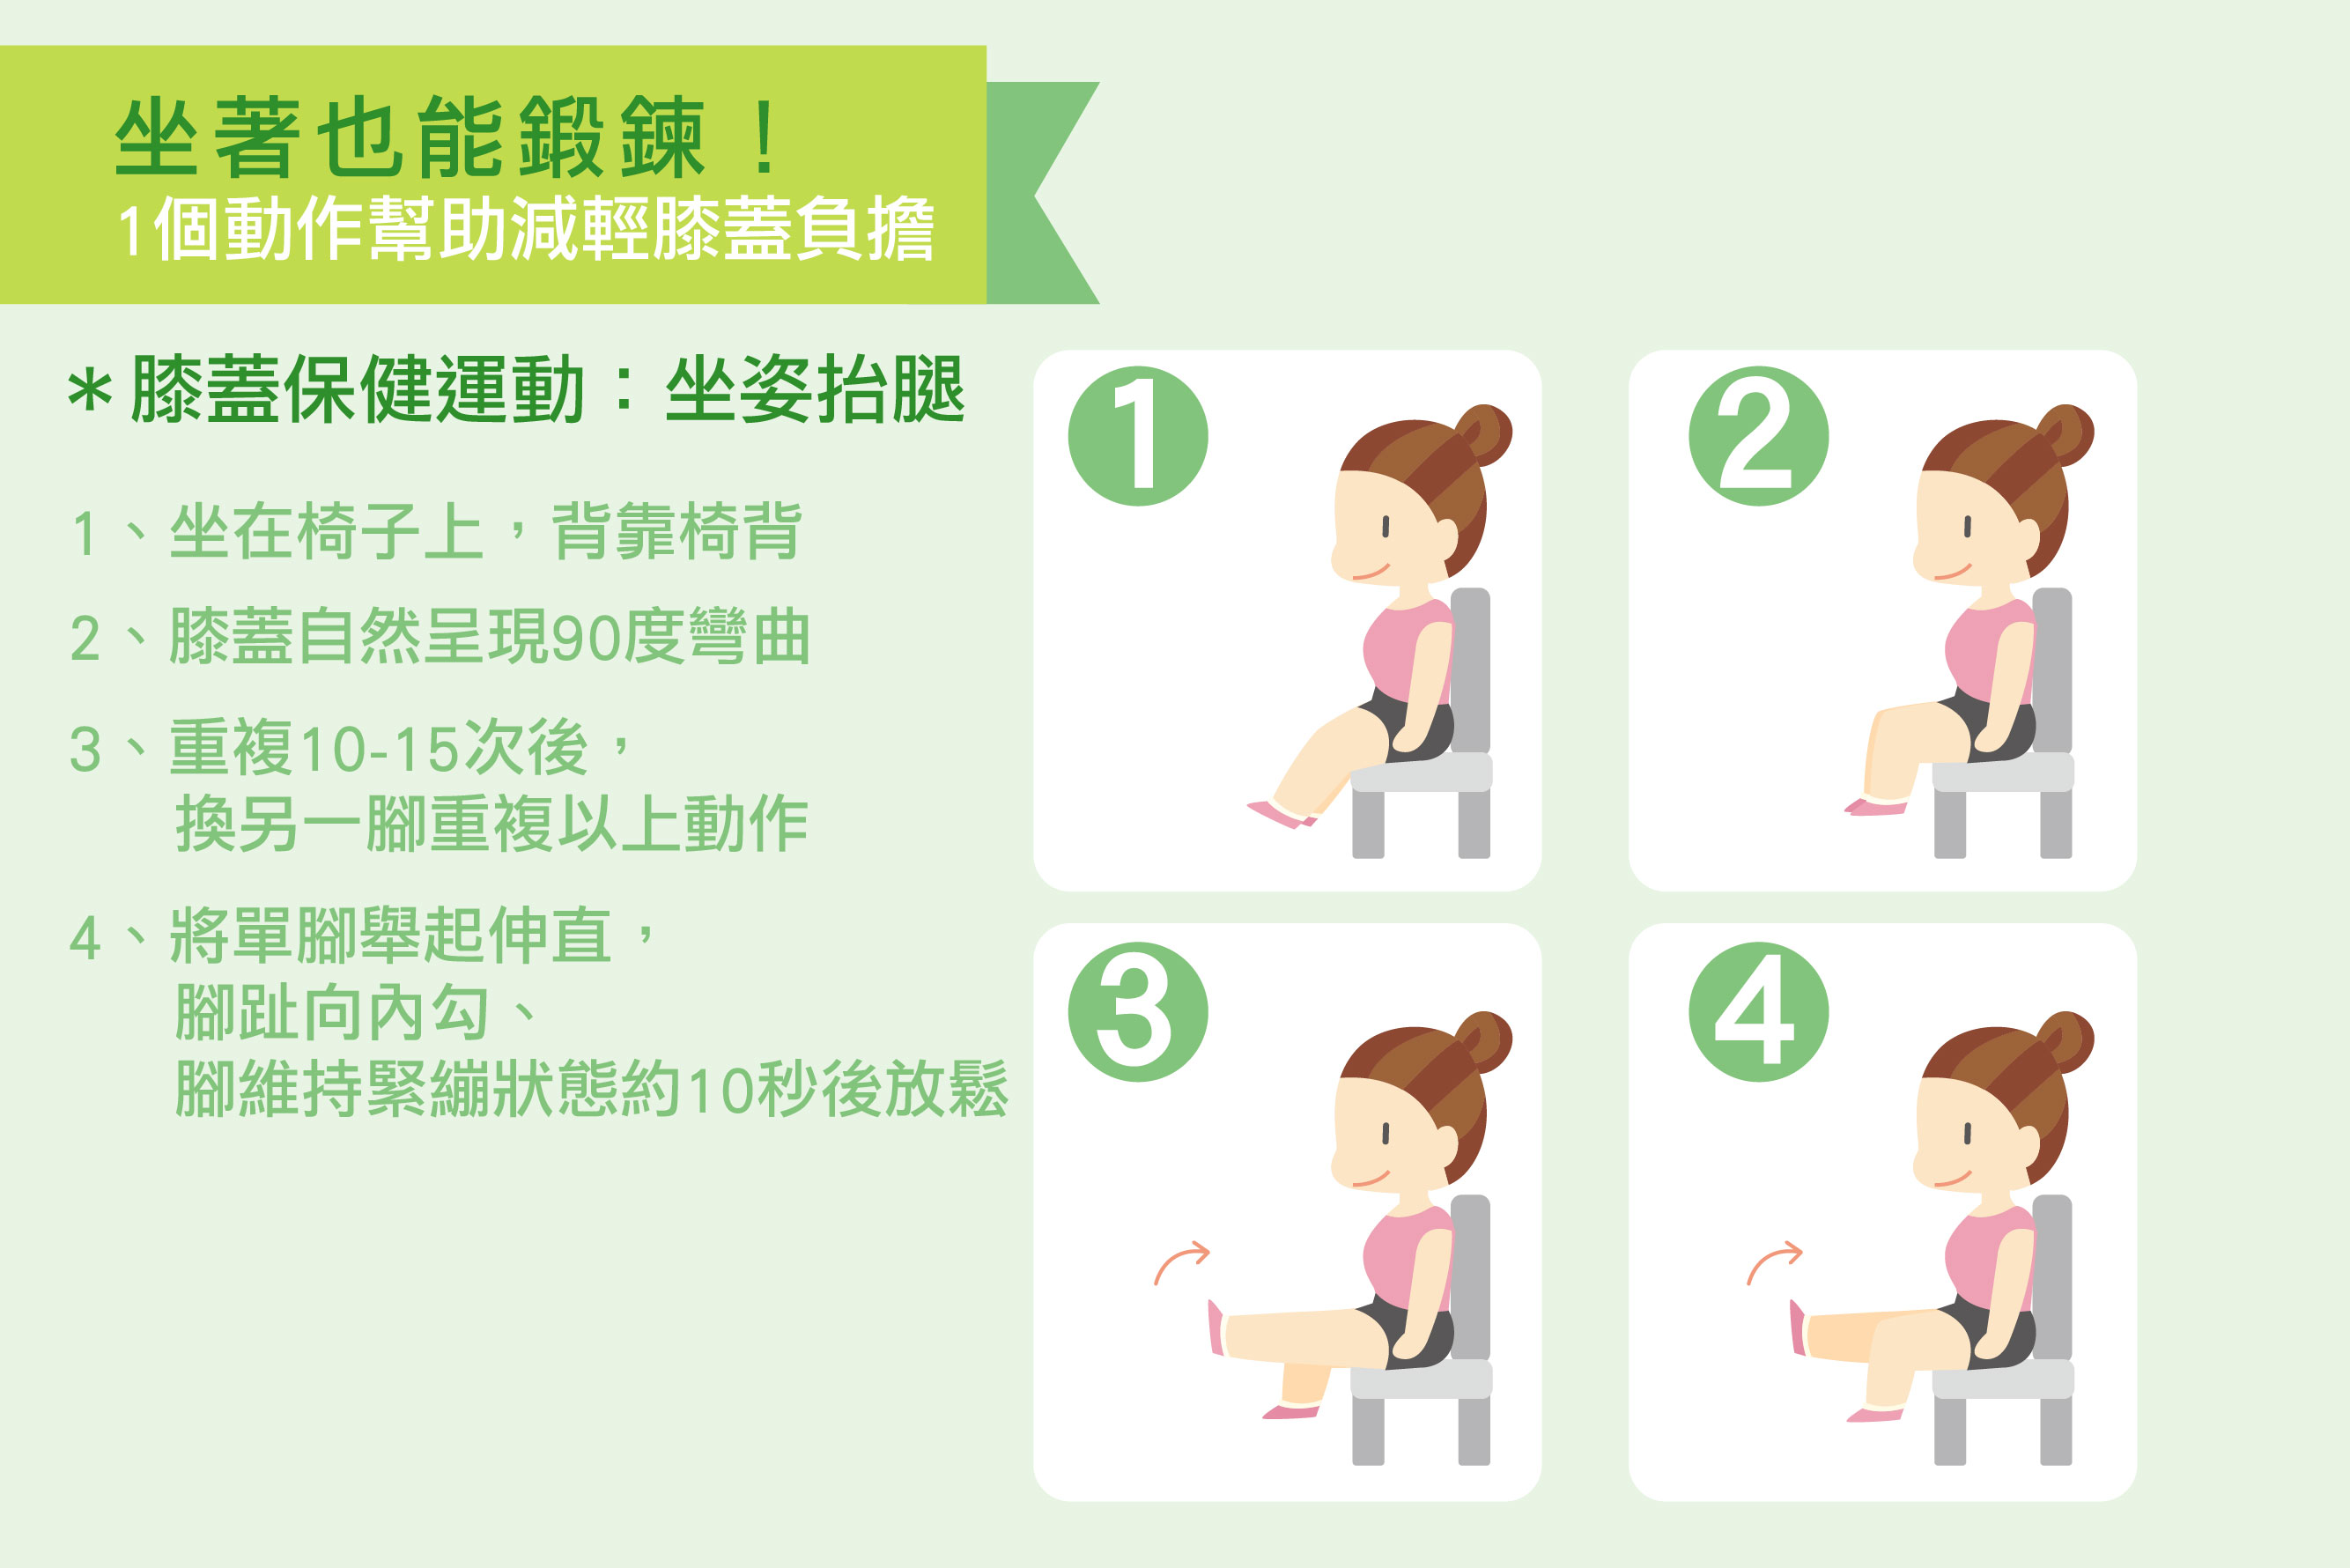 坐著也能鍛鍊！
1個動作幫助減輕膝蓋負擔
＊膝蓋保健運動：坐姿抬腿
1、坐在椅子上，背靠椅背
2、膝蓋自然呈現90度彎曲
3、重複10-15次後，
換另一腳重複以上動作
4、將單腳舉起伸直，
腳趾向內勾、
腳維持緊繃狀態約10秒後放鬆
1
2
3
4